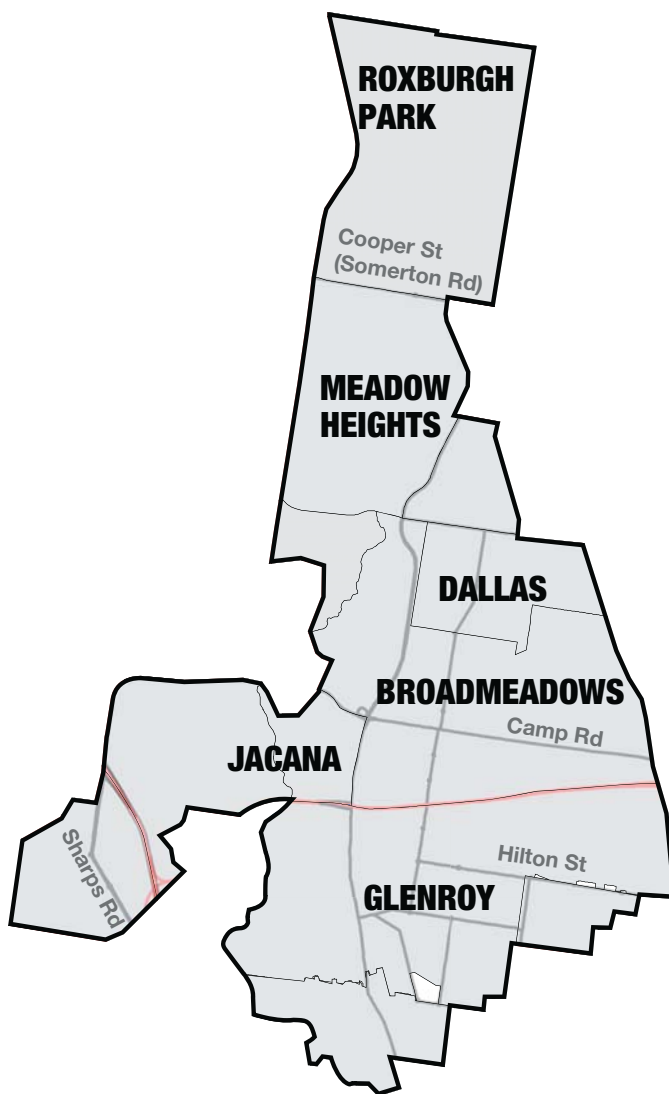 ROXBURGH
PARK
Cooper St
(Somerton Rd)
MEADOW
HEIGHTS
DALLAS
BROADMEADOWS
Camp Rd
JACANA
Sharps Rd
Hilton St
GLENROY